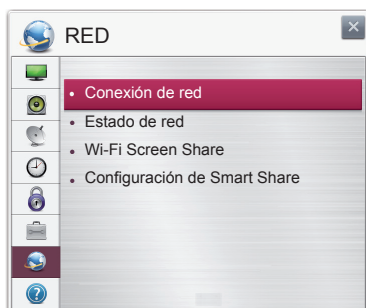 RED
• Conexión de red
• Estado de red
• Wi-Fi Screen Share
• Configuración de Smart Share